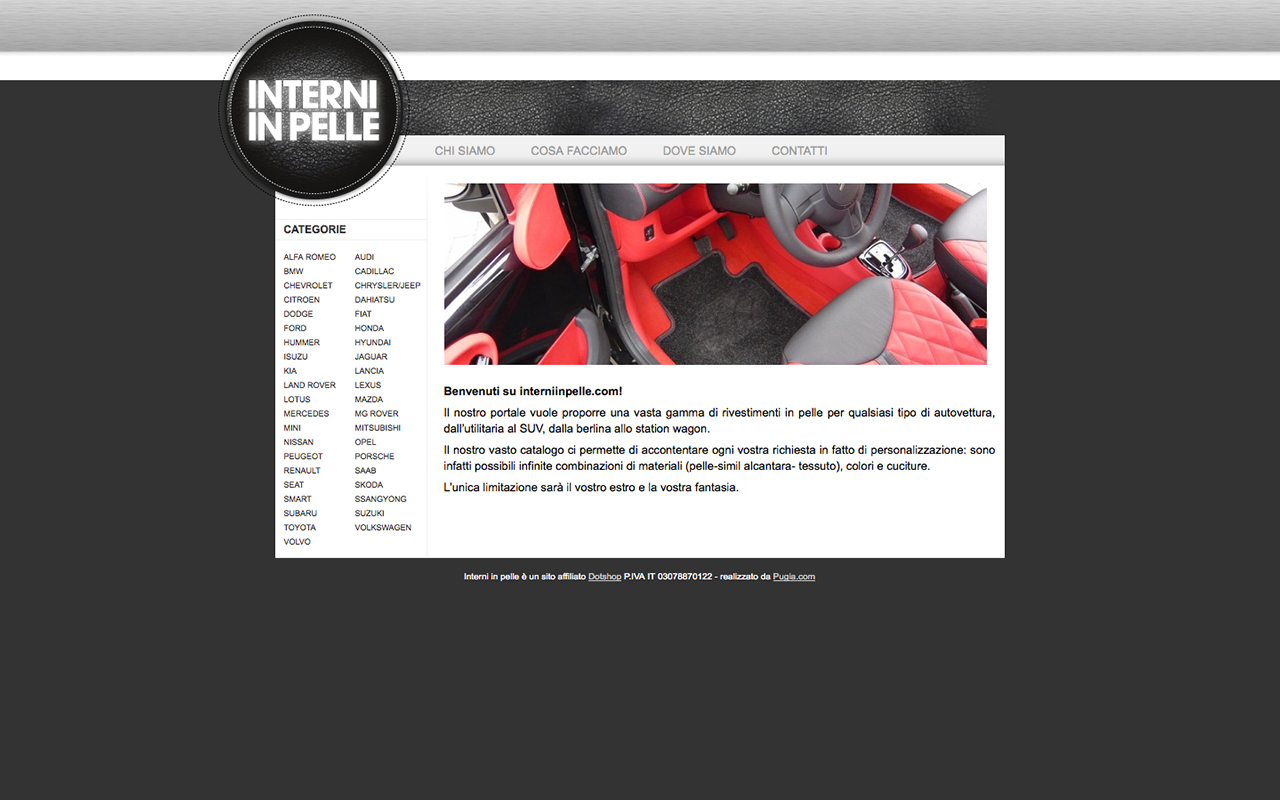 INTERNI
IN PELLE
CHI SIAMO COSA FACCIAMO DOVE SIAMO CONTATTI
CATEGORIE
ALFA ROMEO AUDI
BMW CADILLAC
CHEVROLET CHRYSLER/JEEP
CITROEN DAHIATSU
DODGE FIAT
FORD HONDA
HUMMER HYUNDAI
ISUZU JAGUAR
KIA LANCIA
LAND ROVER LEXUS
LOTUS MAZDA
MERCEDES MG ROVER
MINI MITSUBISHI
NISSAN OPEL
PEUGEOT PORSCHE
RENAULT SAAB
SEAT SKODA
SMART SSANGYONG
SUBARU SUZUKI
TOYOTA VOLKSWAGEN
VOLVO
Benvenuti su interniinpelle.com!
Il nostro portale vuole proporre una vasta gamma di rivestimenti in pelle per qualsiasi tipo di autovettura,
dall'utilitaria al SUV, dalla berlina allo station wagon.
Il nostro vasto catalogo ci permette di accontentare ogni vostra richiesta in fatto di personalizzazione: sono
infatti possibili infinite combinazioni di materiali (pelle-simil alcantara- tessuto), colori e cuciture.
L'unica limitazione sarà il vostro estro e la vostra fantasia.
Interni in pelle è un sito affiliato Dotshop P.IVA IT 03078870122 - realizzato da Pugia.com